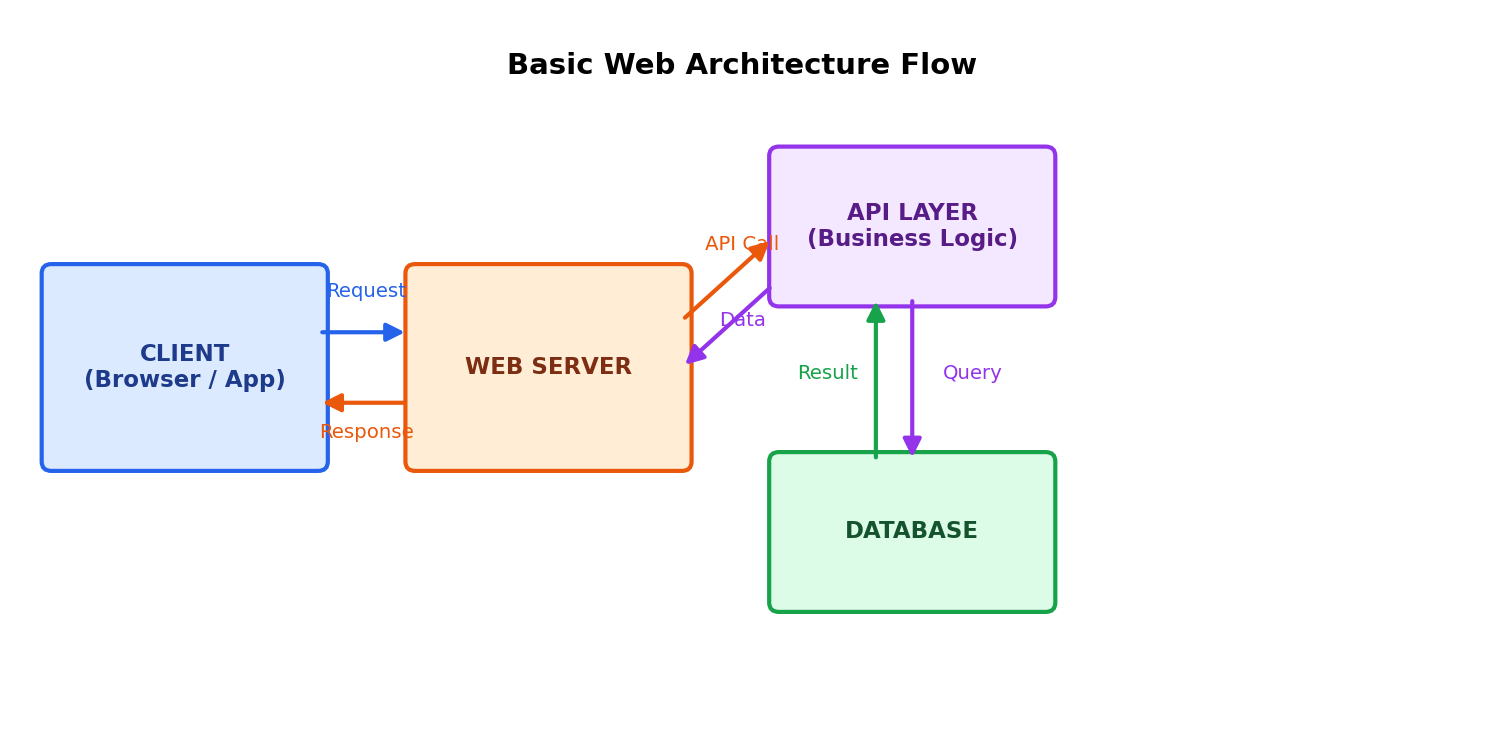 Basic Web Architecture Flow
CLIENT
(Browser / App)
Request
Response
WEB SERVER
API Call
Data
API LAYER
(Business Logic)
Result
Query
DATABASE